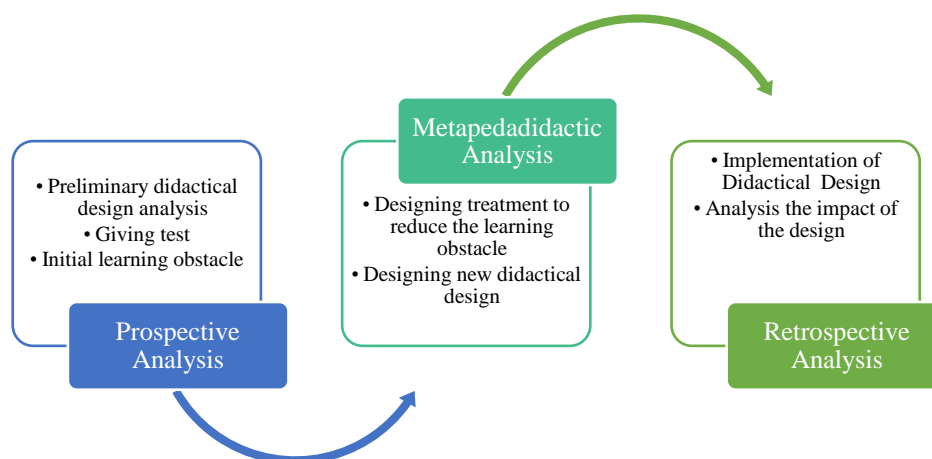 • Preliminary didactical
design analysis
• Giving test
• Initial learning obstacle
Prospective
Analysis
Metapedadidactic
Analysis
• Designing treatment to
reduce the learning
obstacle
• Designing new didactical
design
• Implementation of
Didactical Design
• Analysis the impact of
the design
Retrospective
Analysis